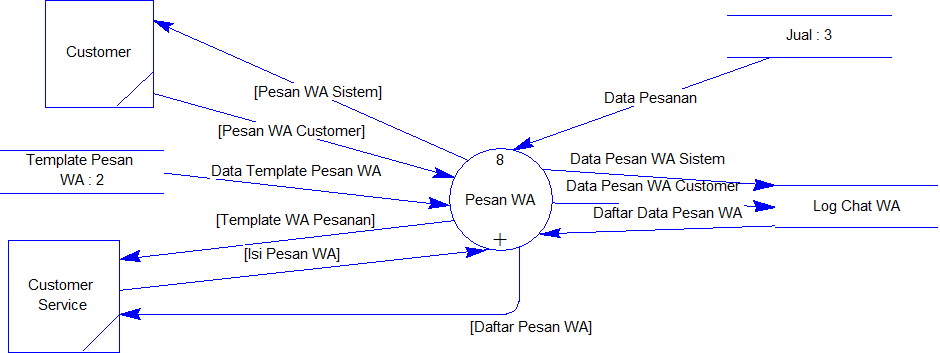 Customer
Jual : 3
[Pesan WA Sistem]
Data Pesanan
[Pesan WA Customer]
Template Pesan
WA : 2
Data Template Pesan WA
8
Pesan WA
Data Pesan WA Sistem
Data Pesan WA Customer
Daftar Data Pesan WA
Log Chat WA
[Template WA Pesanan]
[Isi Pesan WA]
Customer
Service
[Daftar Pesan WA]